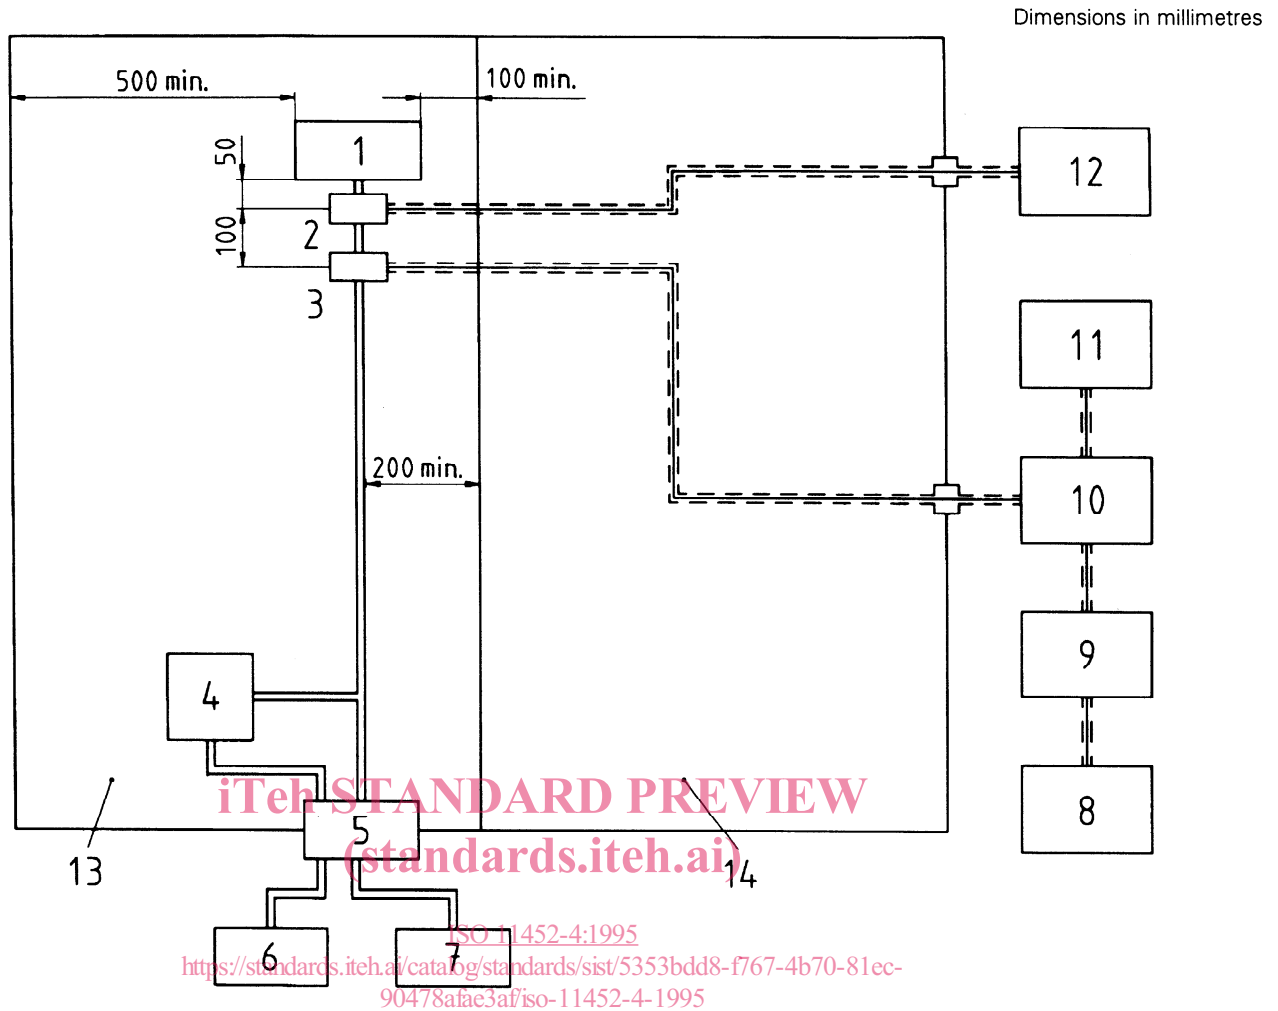 Dimensions in millimetres
500 min.
100 min.
1
50
12
2
100
3
11
200 min.
10
9
4
iTeh STANDARD PREVIEW
8
5
(standards.iteh.ai)
13
14
ISO 11452-4:1995
6
7
https://standards.iteh.ai/catalog/standards/sist/5353bdd8-f767-4b70-81ec-
90478afae3af/iso-11452-4-1995